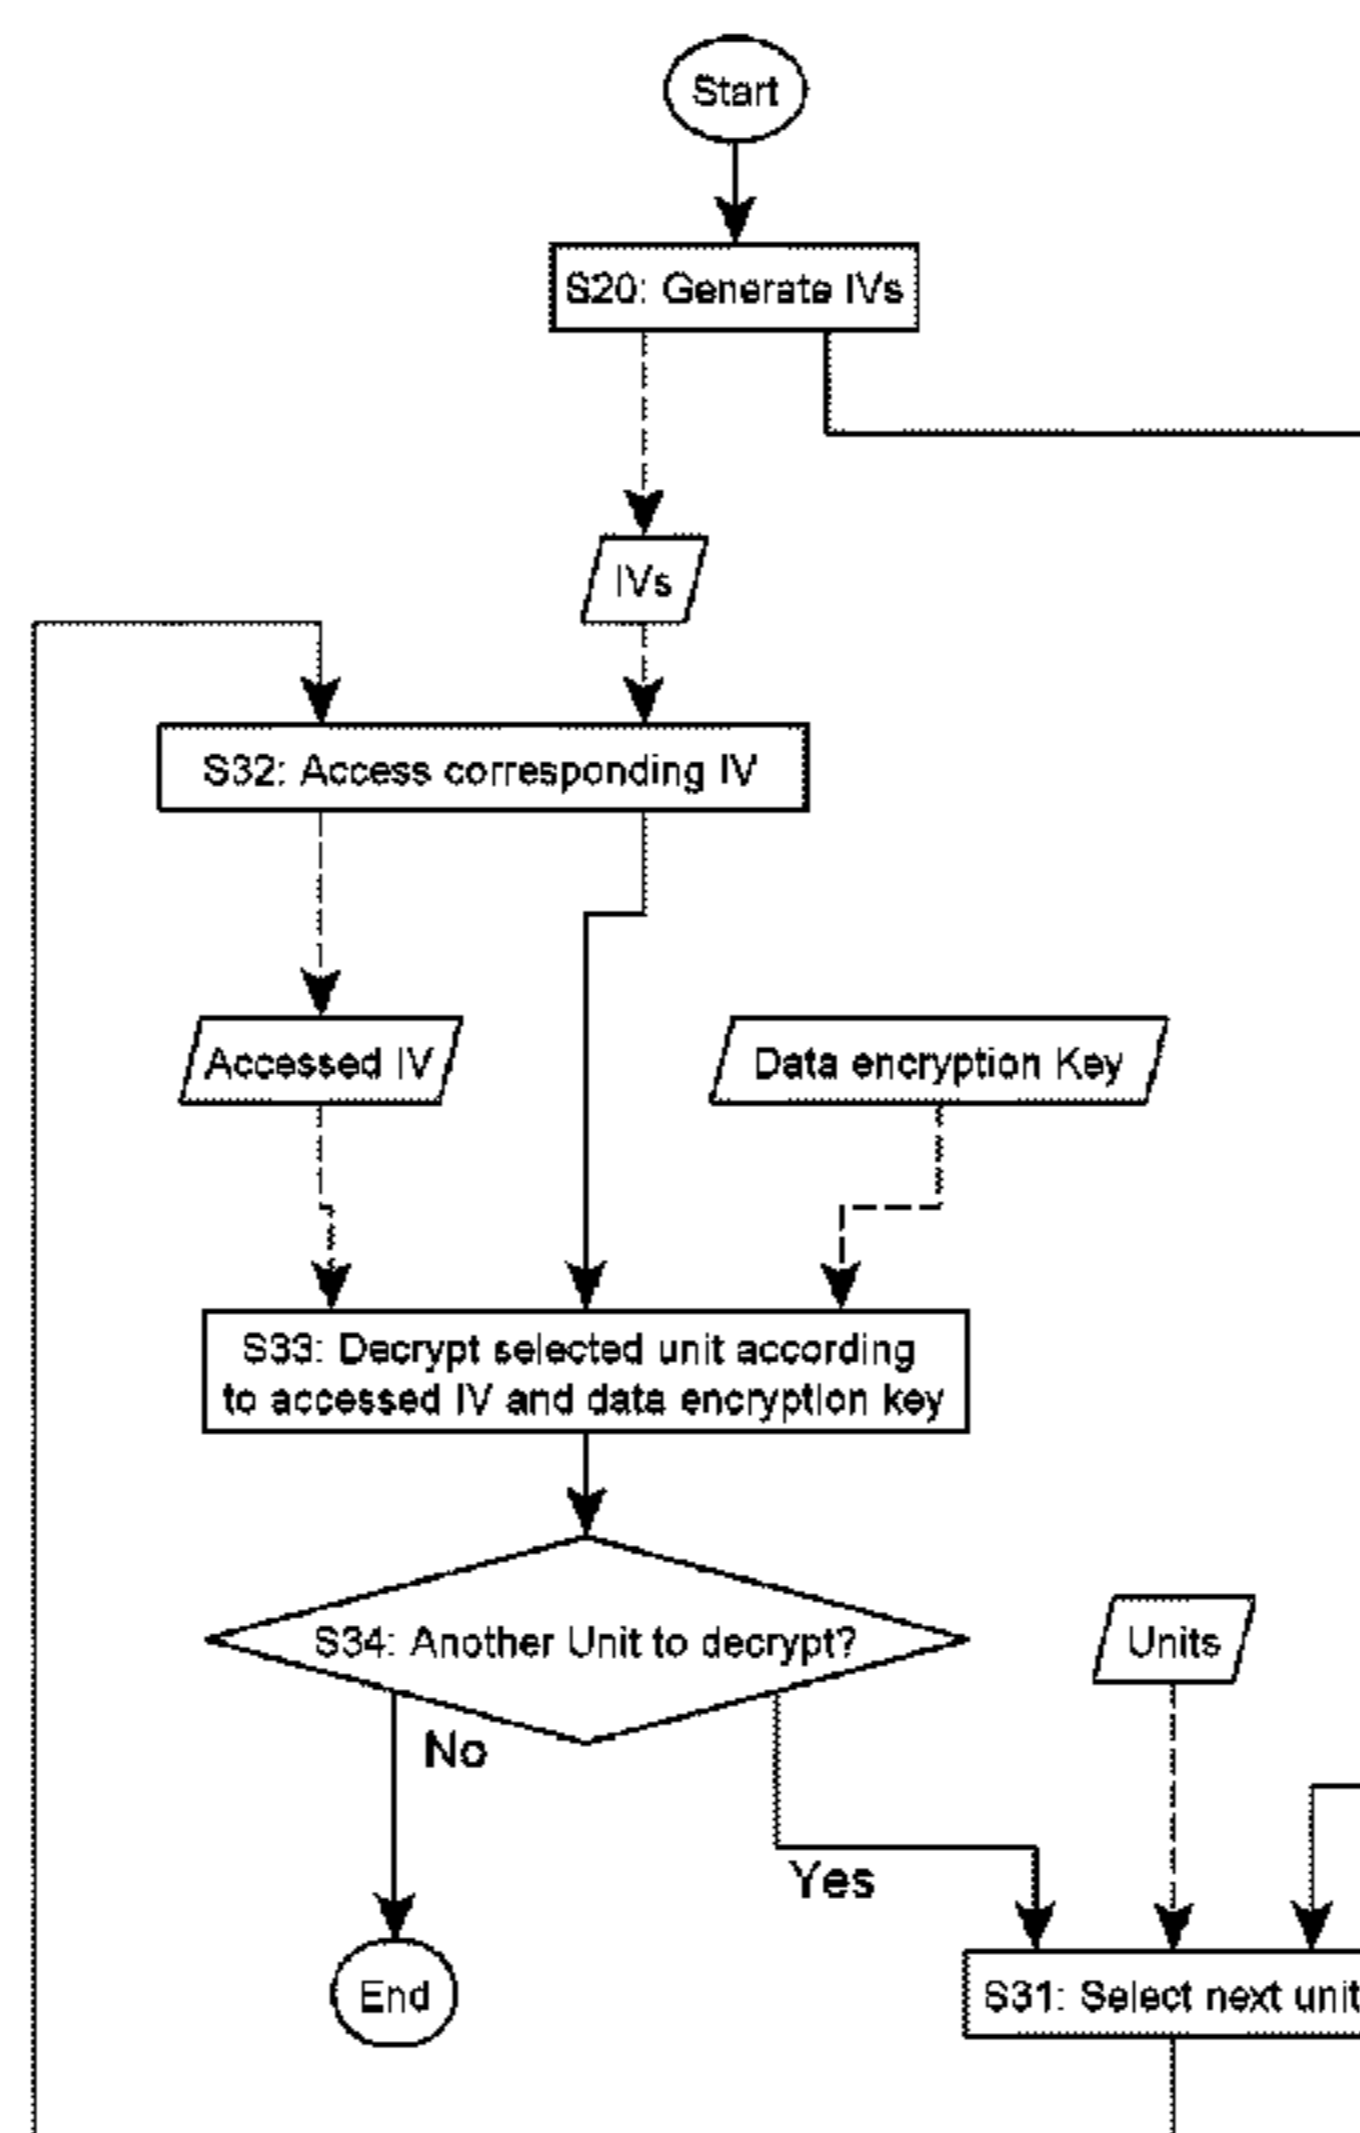 Start
S20: Generate IVs
IVs
S32: Access corresponding IV
Accessed IV
Data encryption Key
S33: Decrypt selected unit according
to accessed IV and data encryption key
S34: Another Unit to decrypt?
Units
No
Yes
End
S31: Select next unit